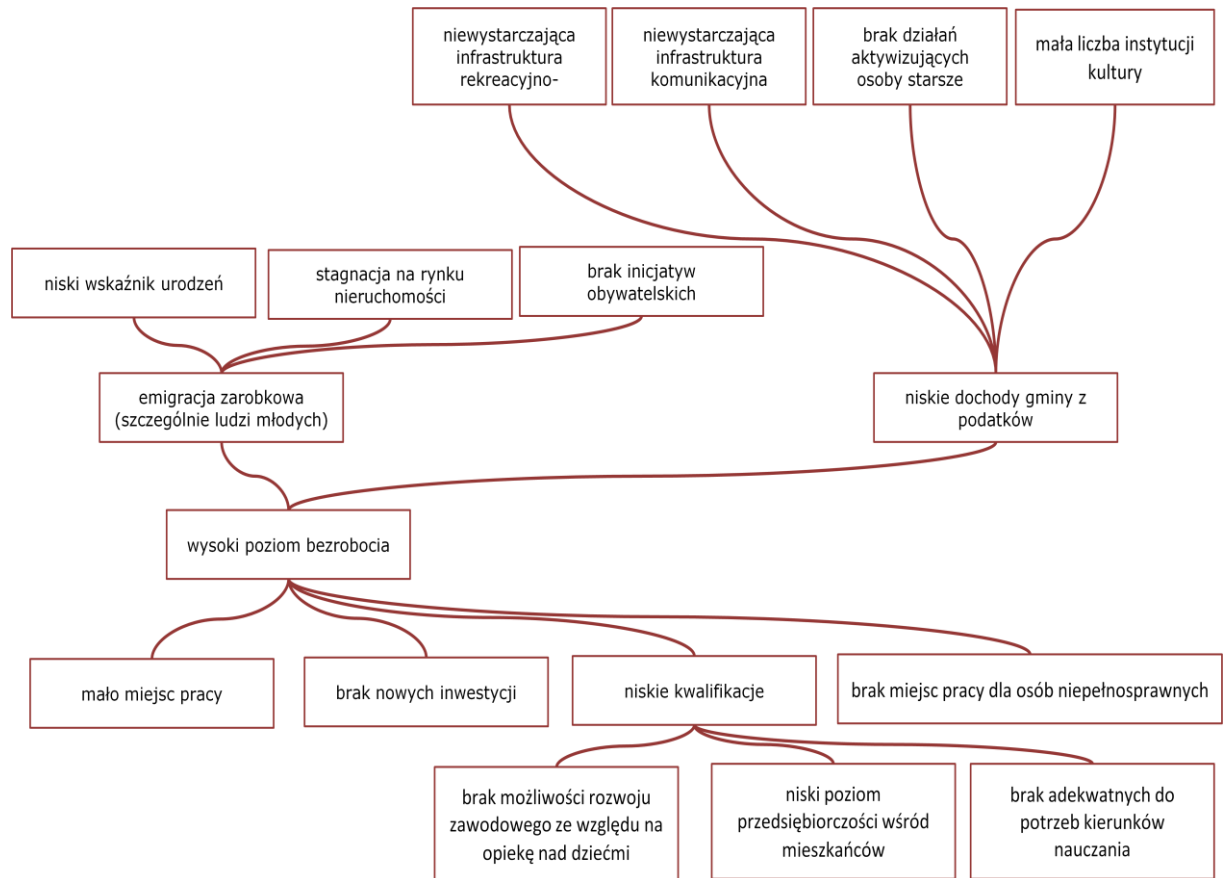 niewystarczająca
infrastruktura
rekreacyjno-
niewystarczająca
infrastruktura
komunikacyjna
brak działań
aktywizujących
osoby starsze
mała liczba instytucji
kultury
niski wskaźnik urodzeń
stagnacja na rynku
nieruchomości
brak inicjatyw
obywatelskich
emigracja zarobkowa
(szczególnie ludzi młodych)
niskie dochody gminy z
podatków
wysoki poziom bezrobocia
mało miejsc pracy
brak nowych inwestycji
niskie kwalifikacje
brak miejsc pracy dla osób niepełnosprawnych
brak możliwości rozwoju
zawodowego ze względu na
opiekę nad dziećmi
niski poziom
przedsiębiorczości wśród
mieszkańców
brak adekwatnych do
potrzeb kierunków
nauczania